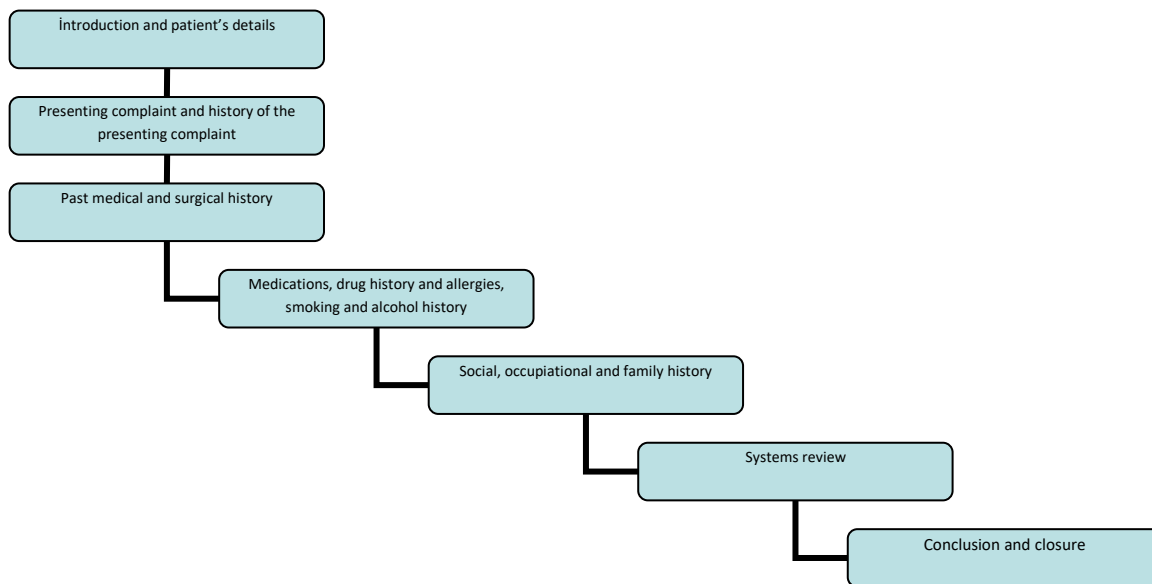 İntroduction and patient’s details
Presenting complaint and history of the
presenting complaint
Past medical and surgical history
Medications, drug history and allergies,
smoking and alcohol history
Social, occupiational and family history
Systems review
Conclusion and closure